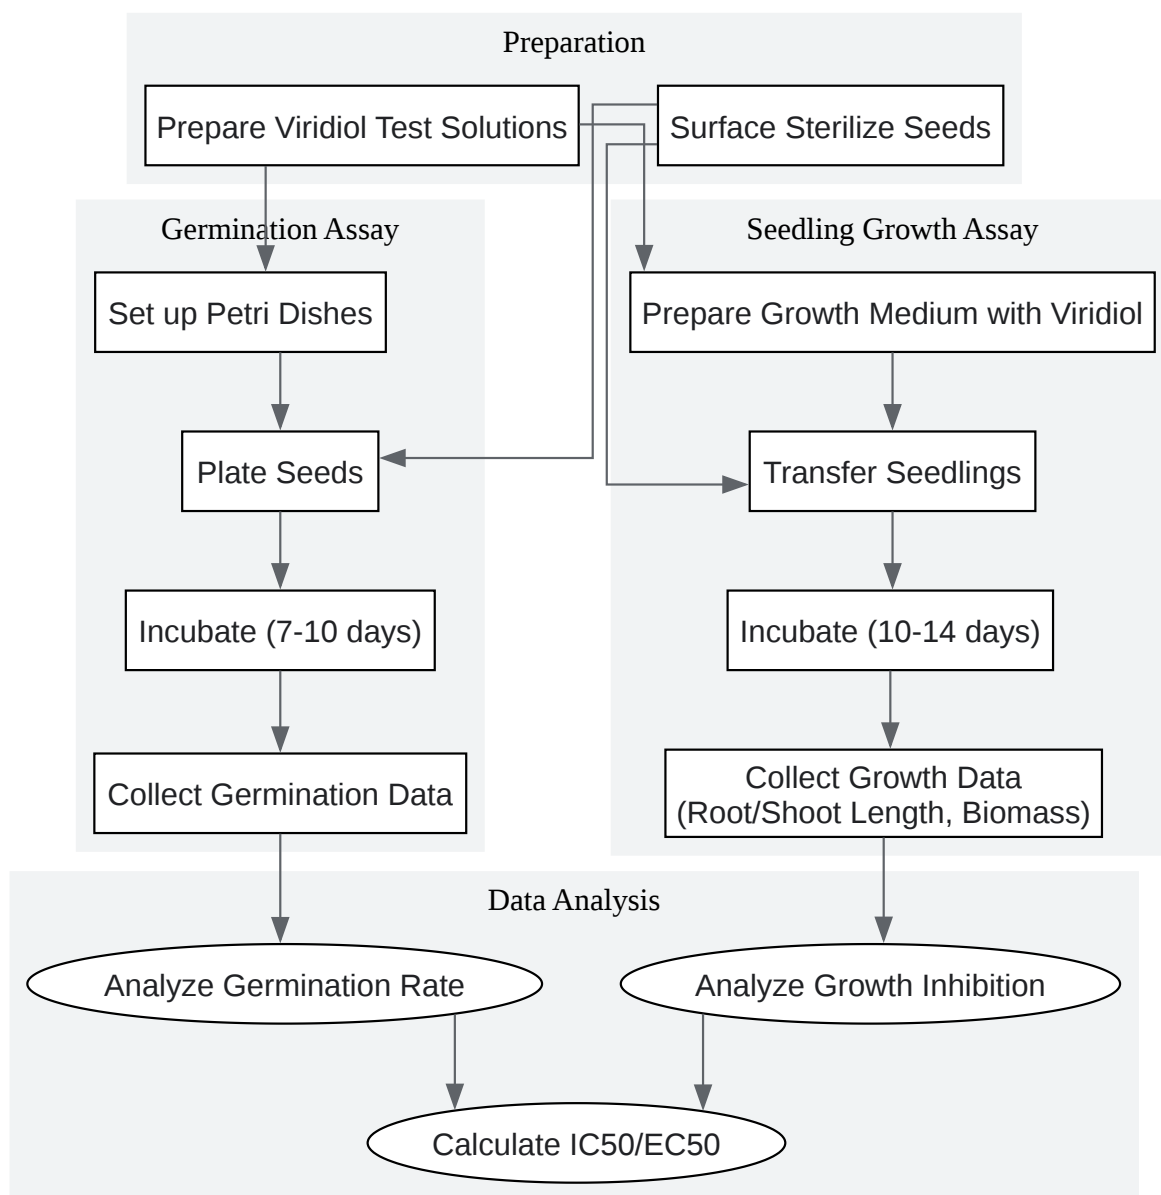 Preparation
Prepare Viridiol Test Solutions
Surface Sterilize Seeds
Germination Assay
Set up Petri Dishes
Plate Seeds
Incubate (7-10 days)
Collect Germination Data
Seedling Growth Assay
Prepare Growth Medium with Viridiol
Transfer Seedlings
Incubate (10-14 days)
Collect Growth Data
(Root/Shoot Length, Biomass)
Data Analysis
Analyze Germination Rate
Analyze Growth Inhibition
Calculate IC50/EC50